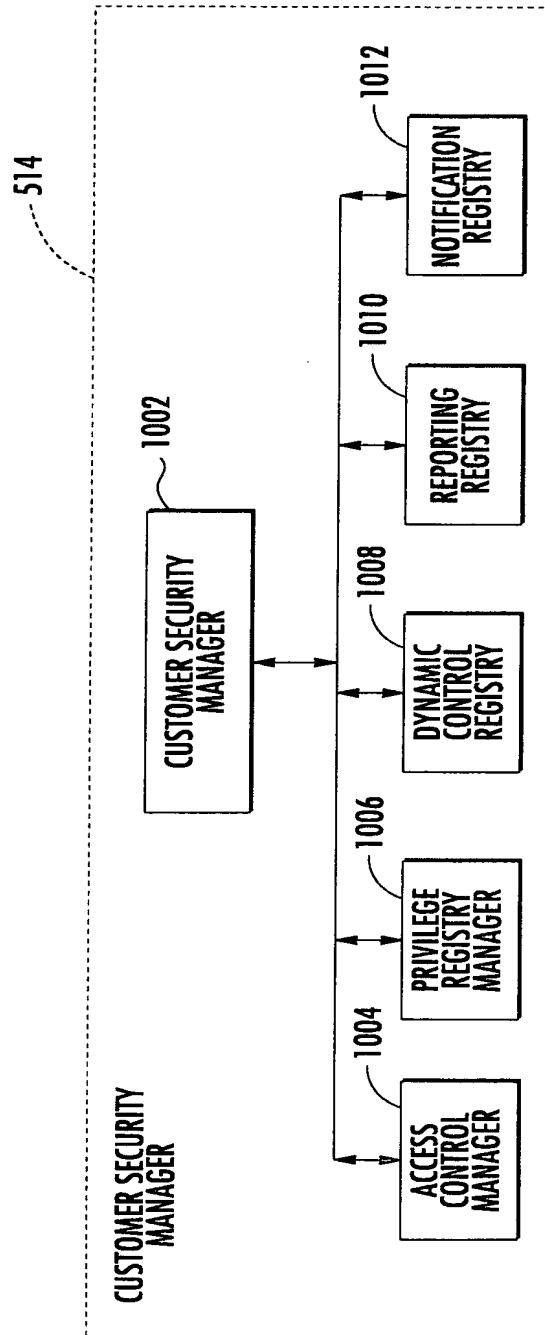 514
CUSTOMER SECURITY
MANAGER
1002
CUSTOMER SECURITY
MANAGER
1004
ACCESS
CONTROL
MANAGER
1006
PRIVILEGE
REGISTRY
MANAGER
1008
DYNAMIC
CONTROL
REGISTRY
1010
REPORTING
REGISTRY
1012
NOTIFICATION
REGISTRY